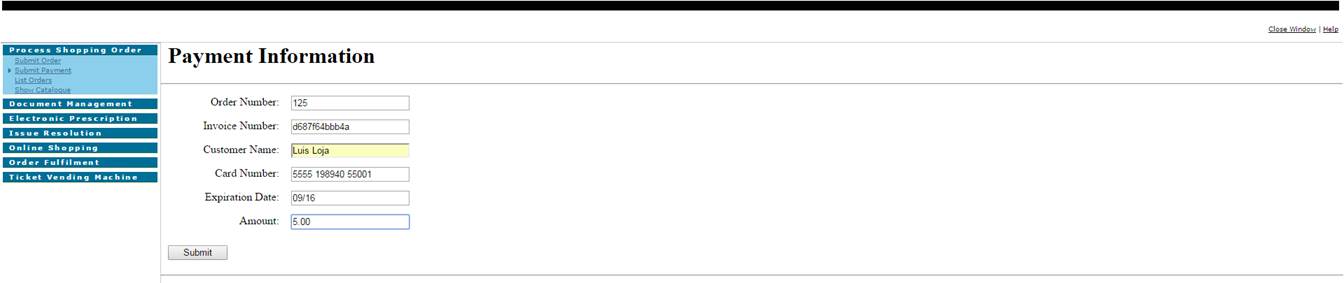 Close Window | Help
Process Shopping Order
Submit Order
Submit Payment
List Orders
Show Catalogue
Document Management
Electronic Prescription
Issue Resolution
Online Shopping
Order Fulfilment
Ticket Vending Machine
Payment Information
Order Number: 125
Invoice Number: d687f64bbb4a
Customer Name: Luis Loja
Card Number: 5555 198940 55001
Expiration Date: 09/16
Amount: 5.00
Submit